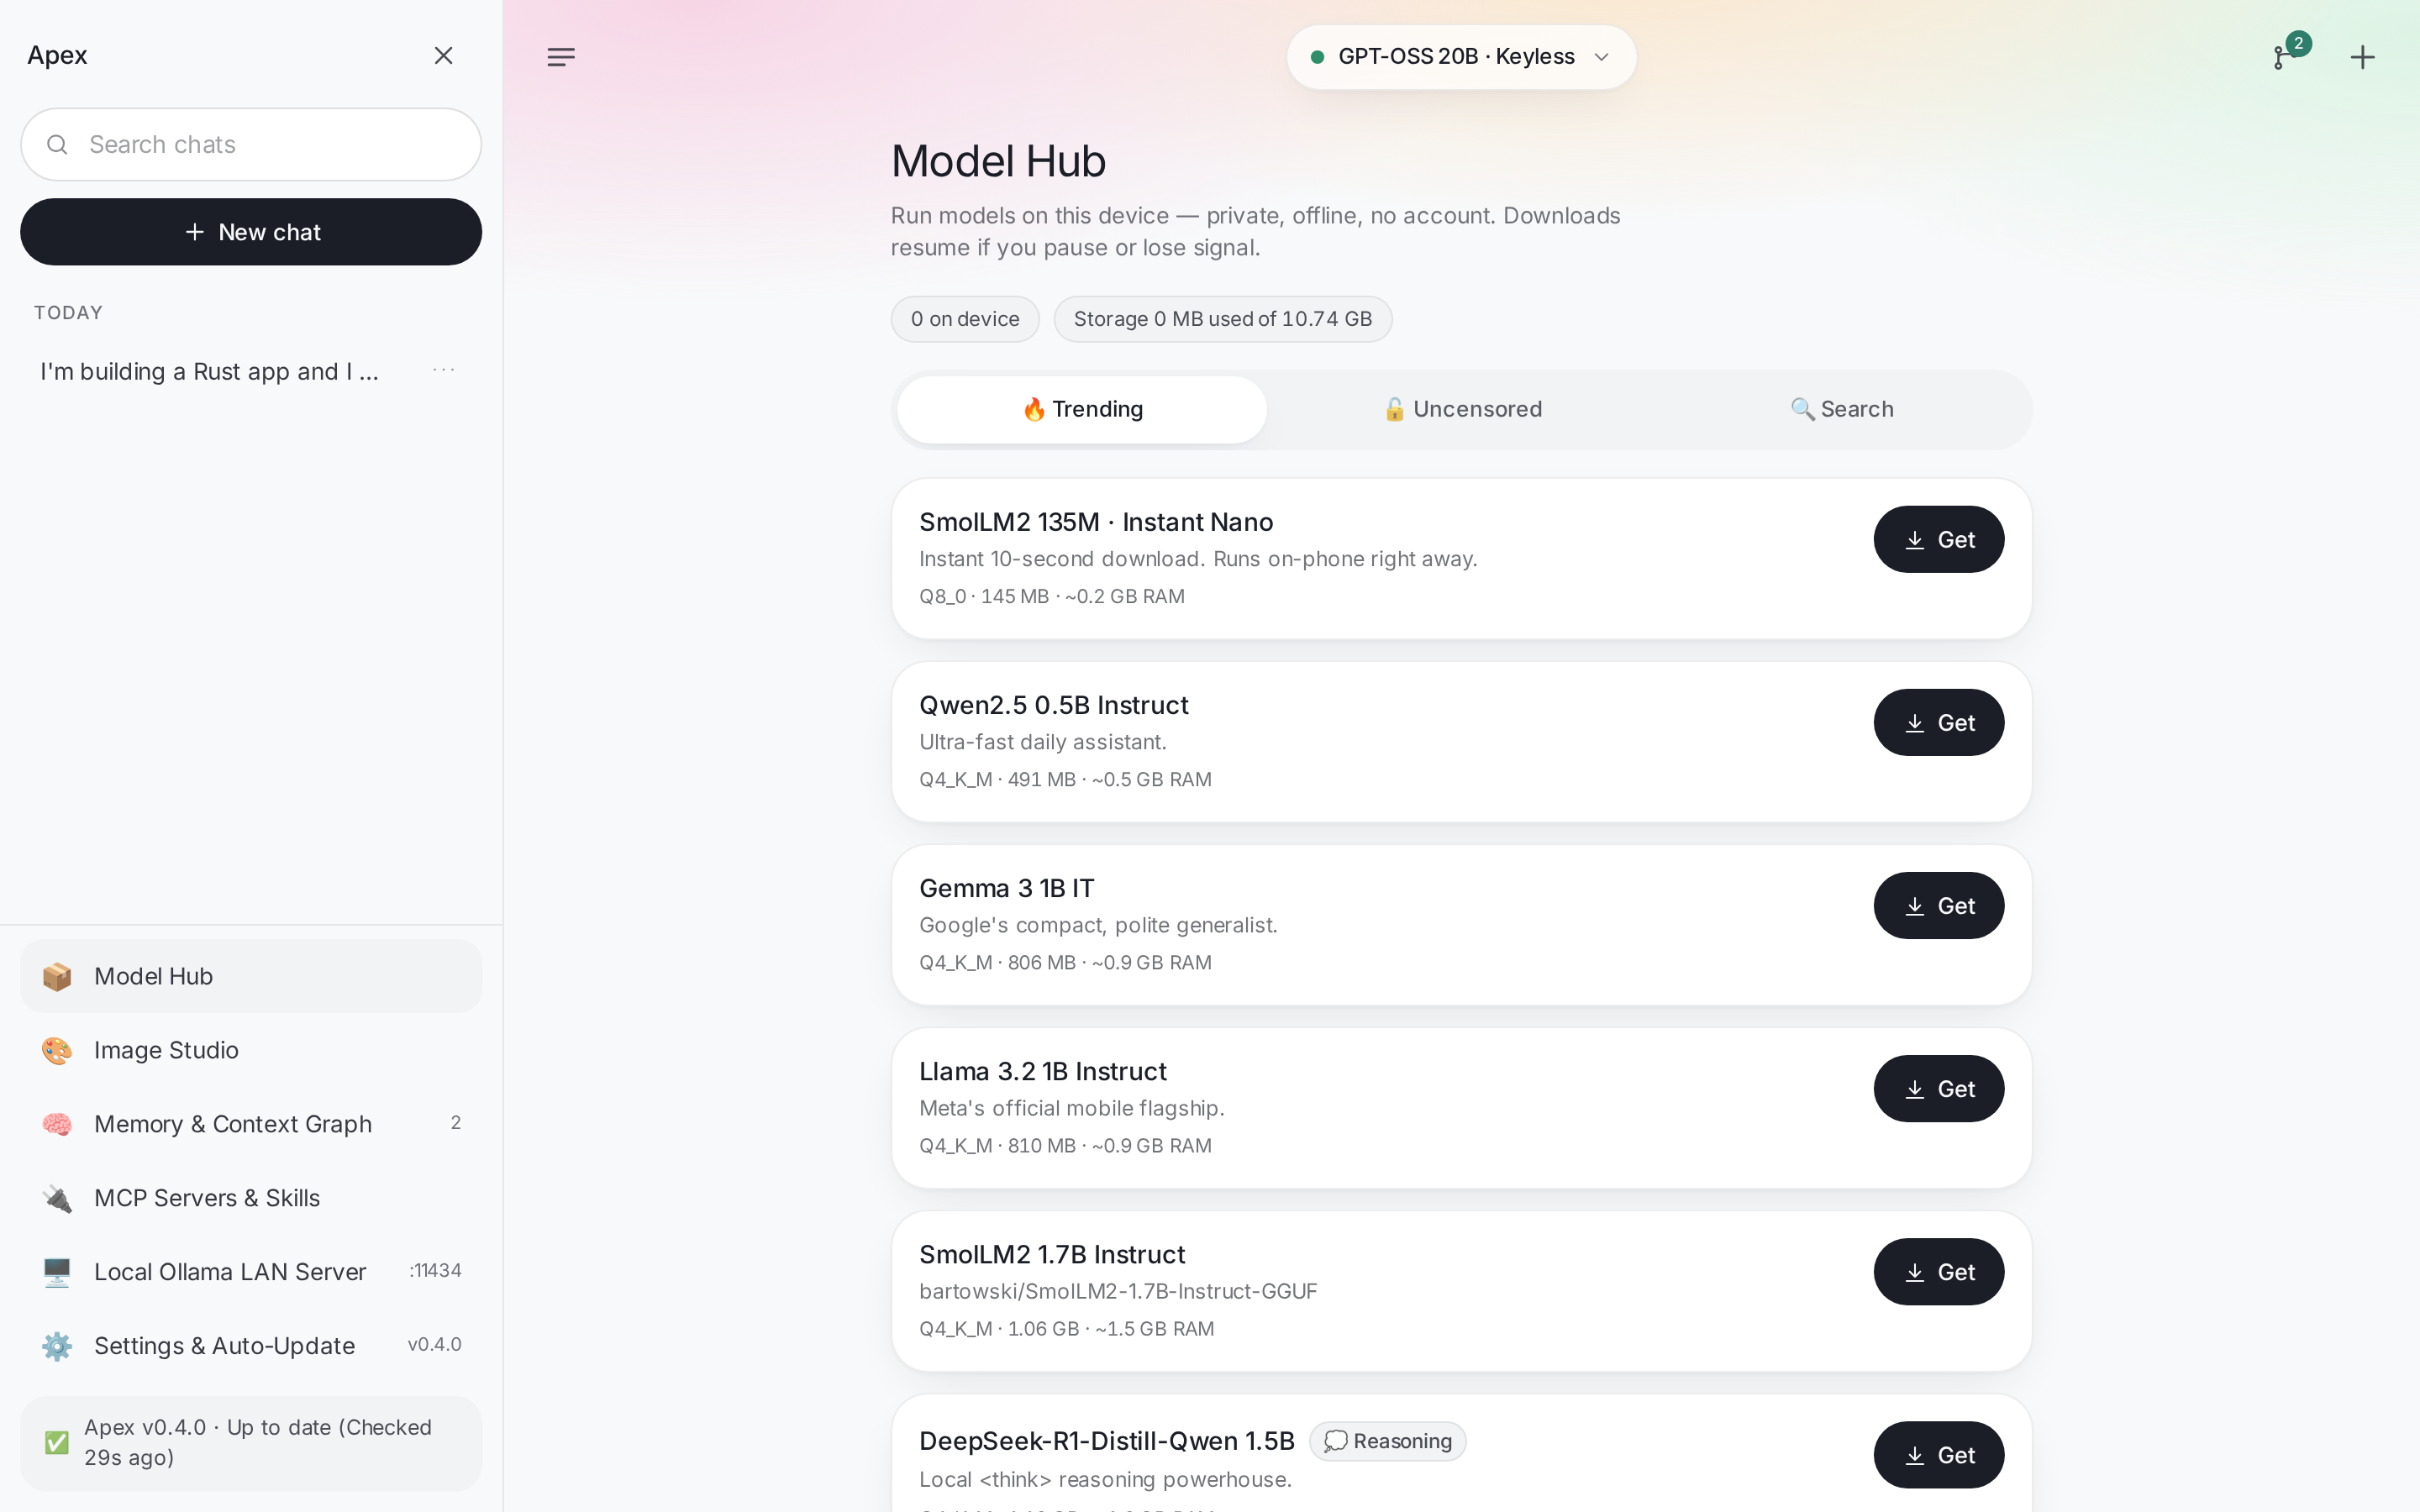 Apex
Search chats
New chat
TODAY
I'm building a Rust app and I ...
Model Hub
Image Studio
Memory & Context Graph 2
MCP Servers & Skills
Local Ollama LAN Server :11434
Settings & Auto-Update v0.4.0
Apex v0.4.0 · Up to date (Checked
29s ago)
GPT-OSS 20B · Keyless
2
Model Hub
Run models on this device — private, offline, no account. Downloads
resume if you pause or lose signal.
0 on device
Storage 0 MB used of 10.74 GB
Trending
Uncensored
Search
SmolLM2 135M · Instant Nano
Instant 10-second download. Runs on-phone right away.
Q8_0 · 145 MB · ~0.2 GB RAM
Get
Qwen2.5 0.5B Instruct
Ultra-fast daily assistant.
Q4_K_M · 491 MB · ~0.5 GB RAM
Get
Gemma 3 1B IT
Google's compact, polite generalist.
Q4_K_M · 806 MB · ~0.9 GB RAM
Get
Llama 3.2 1B Instruct
Meta's official mobile flagship.
Q4_K_M · 810 MB · ~0.9 GB RAM
Get
SmolLM2 1.7B Instruct
bartowski/SmolLM2-1.7B-Instruct-GGUF
Q4_K_M · 1.06 GB · ~1.5 GB RAM
Get
DeepSeek-R1-Distill-Qwen 1.5B
Reasoning
Local <think> reasoning powerhouse.
Get